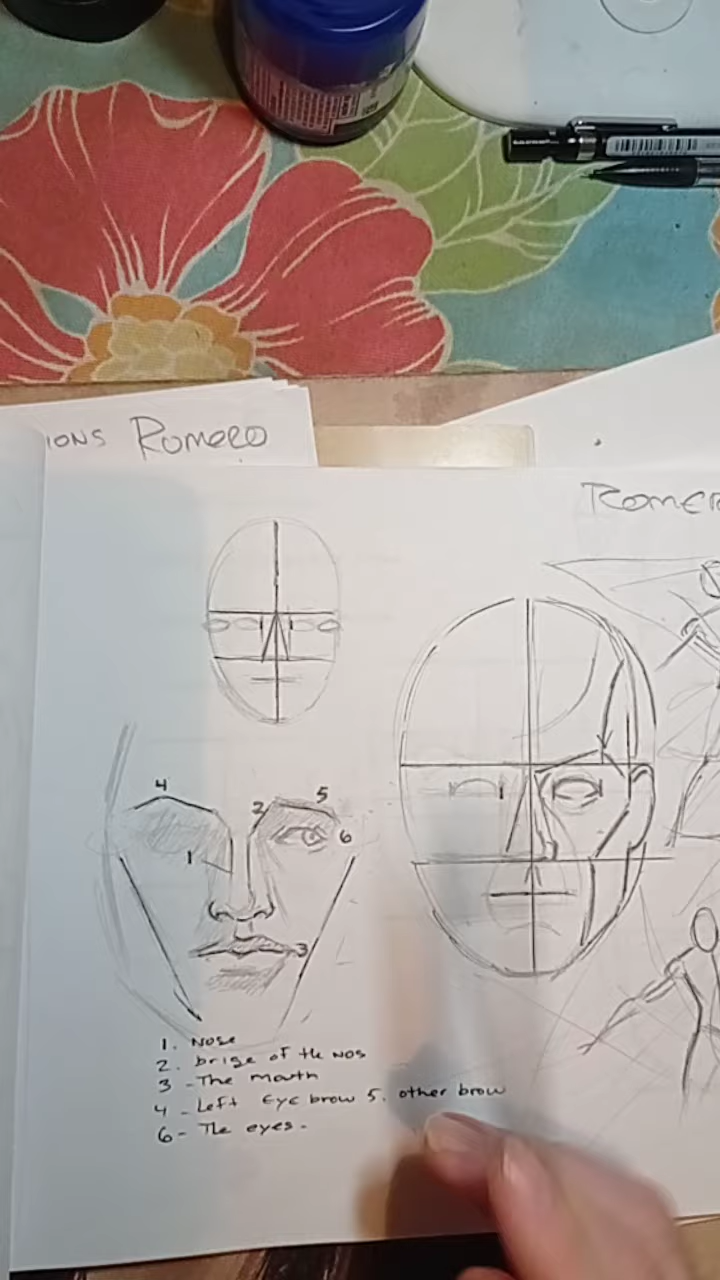 IONS ROMERO
ROMER
4
5
2
6
1
3
1. Nose
2. brige of the nos
3 - The mouth
4 - Left Eye brow 5. other brow
6 - The eyes -